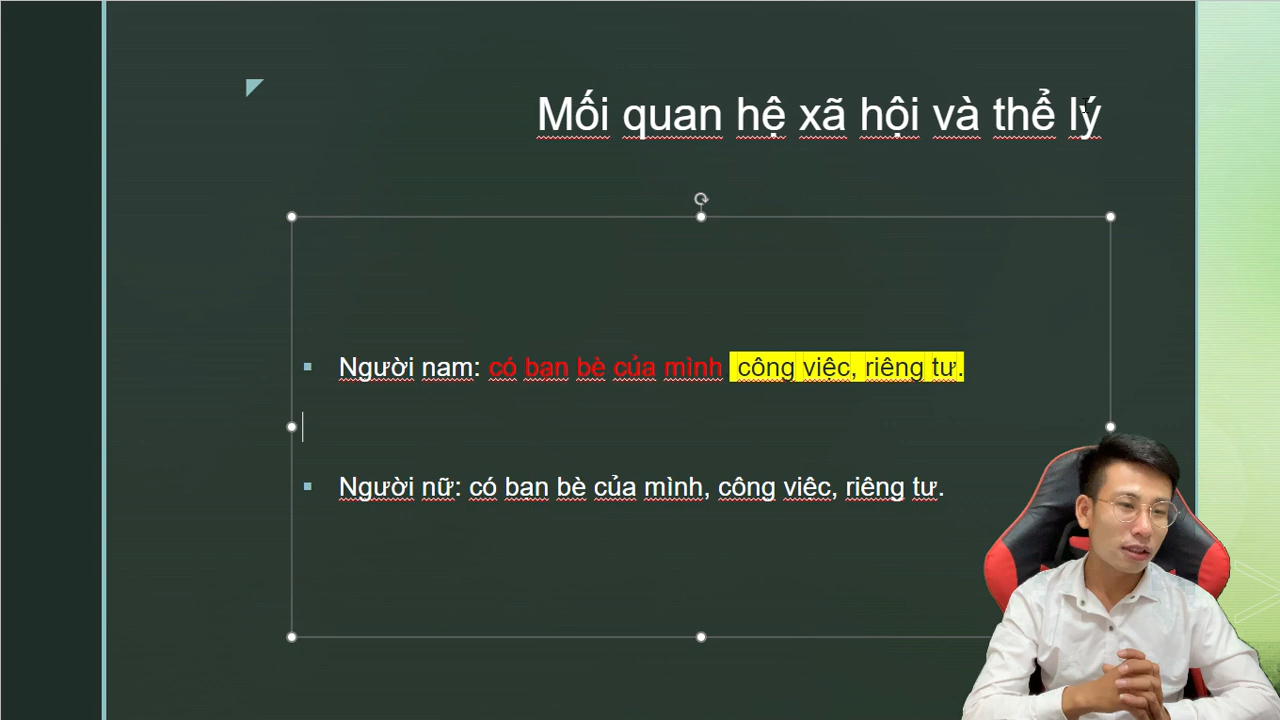 Mối quan hệ xã hội và thể lý
Người nam: có bạn bè của mình công việc, riêng tư.
Người nữ: có bạn bè của mình, công việc, riêng tư.